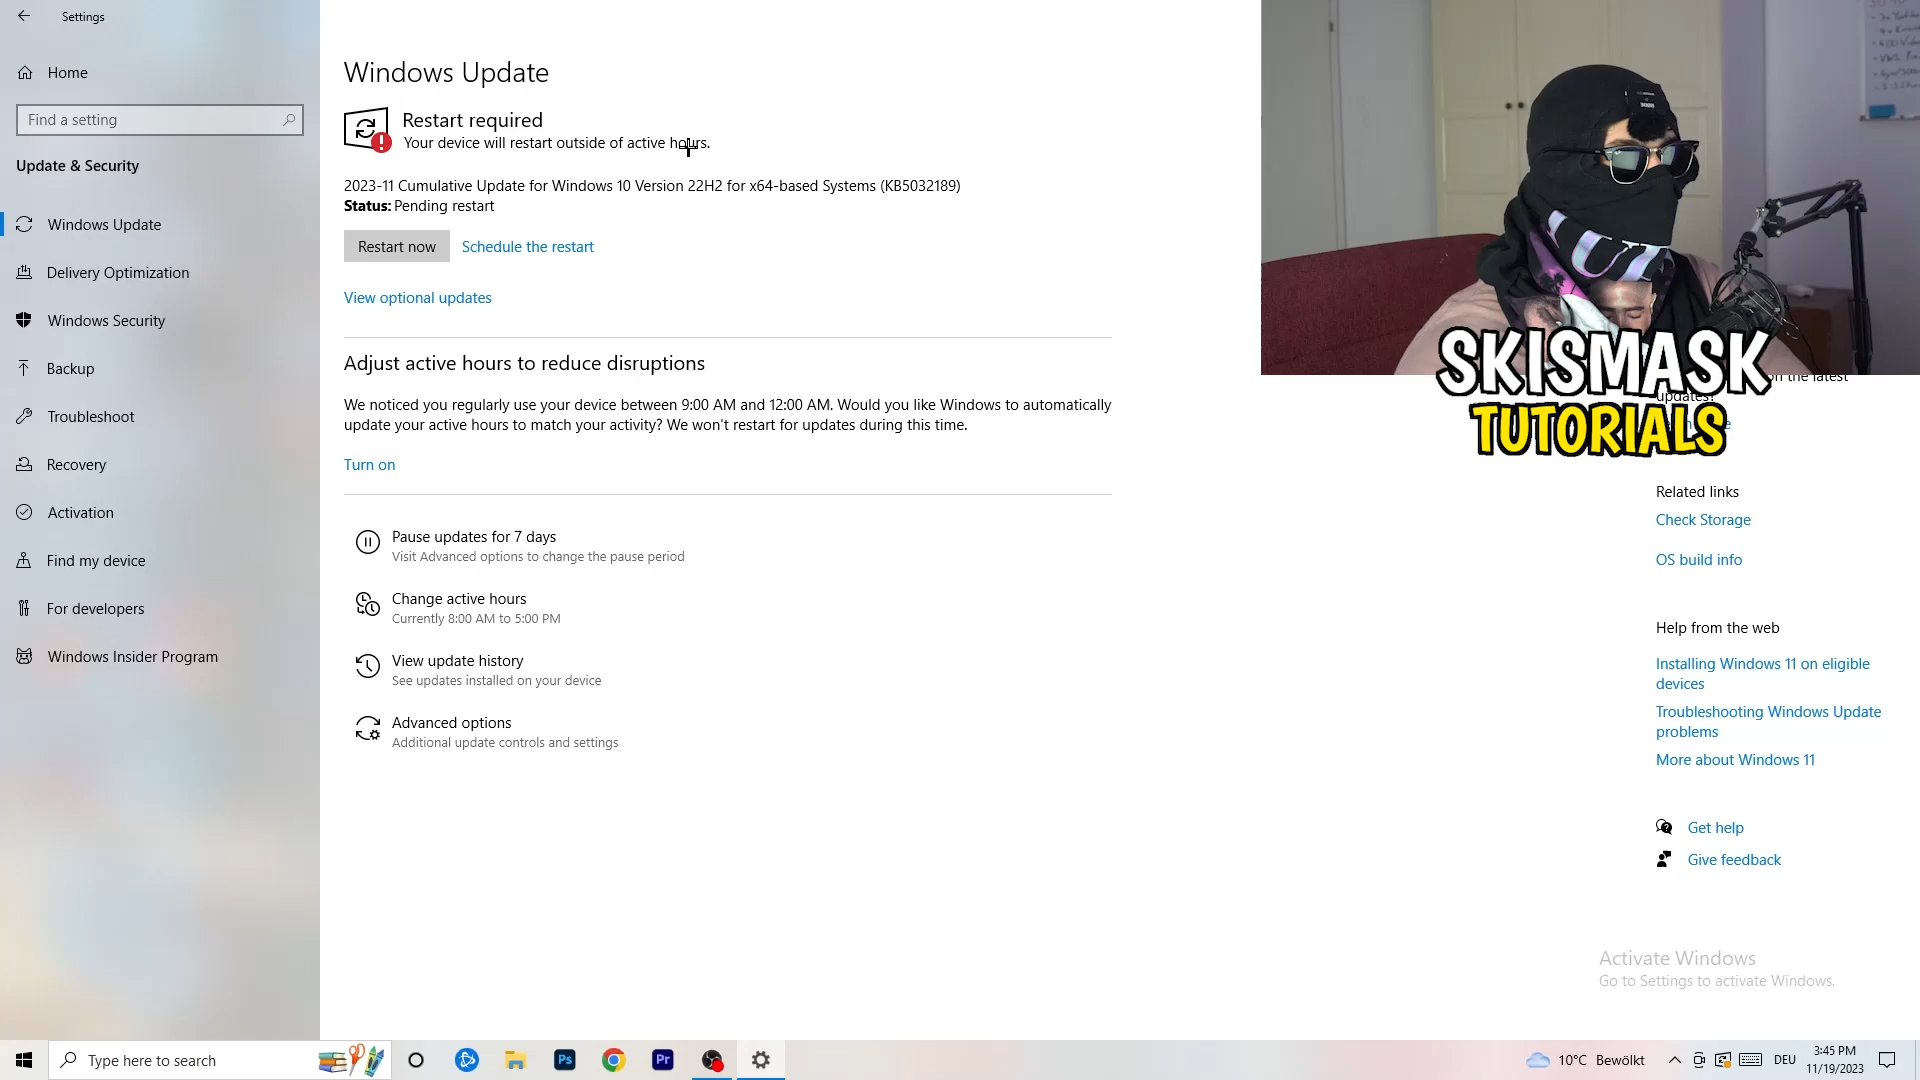 Settings
Home
Find a setting
Update & Security
Windows Update
Delivery Optimization
Windows Security
Backup
Troubleshoot
Recovery
Activation
Find my device
For developers
Windows Insider Program
Windows Update
Restart required
Your device will restart outside of active hours.
2023-11 Cumulative Update for Windows 10 Version 22H2 for x64-based Systems (KB5032189)
Status: Pending restart
Restart now
Schedule the restart
View optional updates
Adjust active hours to reduce disruptions
We noticed you regularly use your device between 9:00 AM and 12:00 AM. Would you like Windows to automatically
update your active hours to match your activity? We won't restart for updates during this time.
Turn on
Pause updates for 7 days
Visit Advanced options to change the pause period
Change active hours
Currently 8:00 AM to 5:00 PM
View update history
See updates installed on your device
Advanced options
Additional update controls and settings
SKISMASK
TUTORIALS
on the latest
updates?
Related links
Check Storage
OS build info
Help from the web
Installing Windows 11 on eligible
devices
Troubleshooting Windows Update
problems
More about Windows 11
Get help
Give feedback
Activate Windows
Go to Settings to activate Windows.
Type here to search
Ps
Pr
10°C Bewölkt
DEU
3:45 PM
11/19/2023